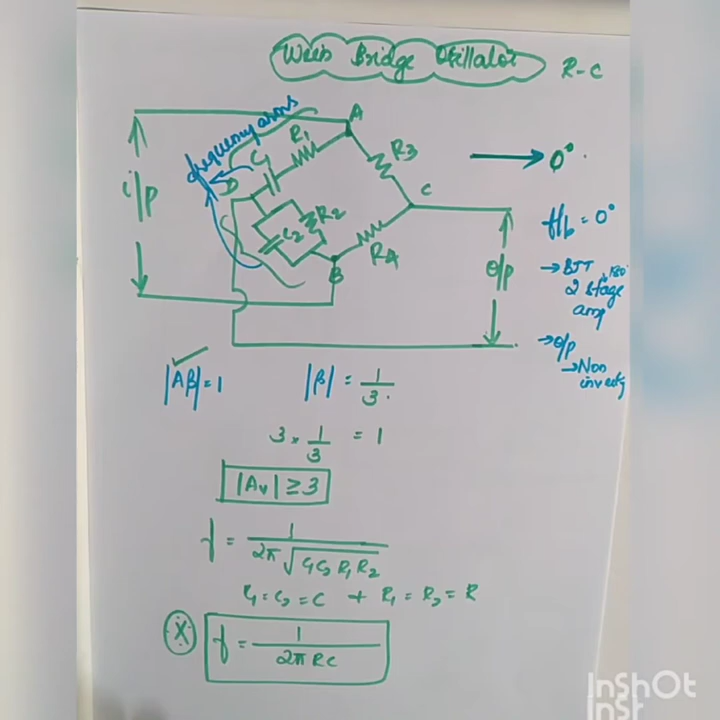 Wein Bridge Oscillator
R-C
A
frequency arms
R1
C1
D
R3
0°
i/p
R2
C
f/b = 0°
C2
R4
B
o/p
→ BJT 180°
2 stage
amp
→ o/p
→ Non
|Aβ| = 1
|β| = 1/3.
3 × 1/3 = 1
|Av| ≥ 3
f = 1/2π√C1C2R1R2
C1 = C2 = C + R1 = R2 = R
X f = 1/2πRC
InShOt
InSh